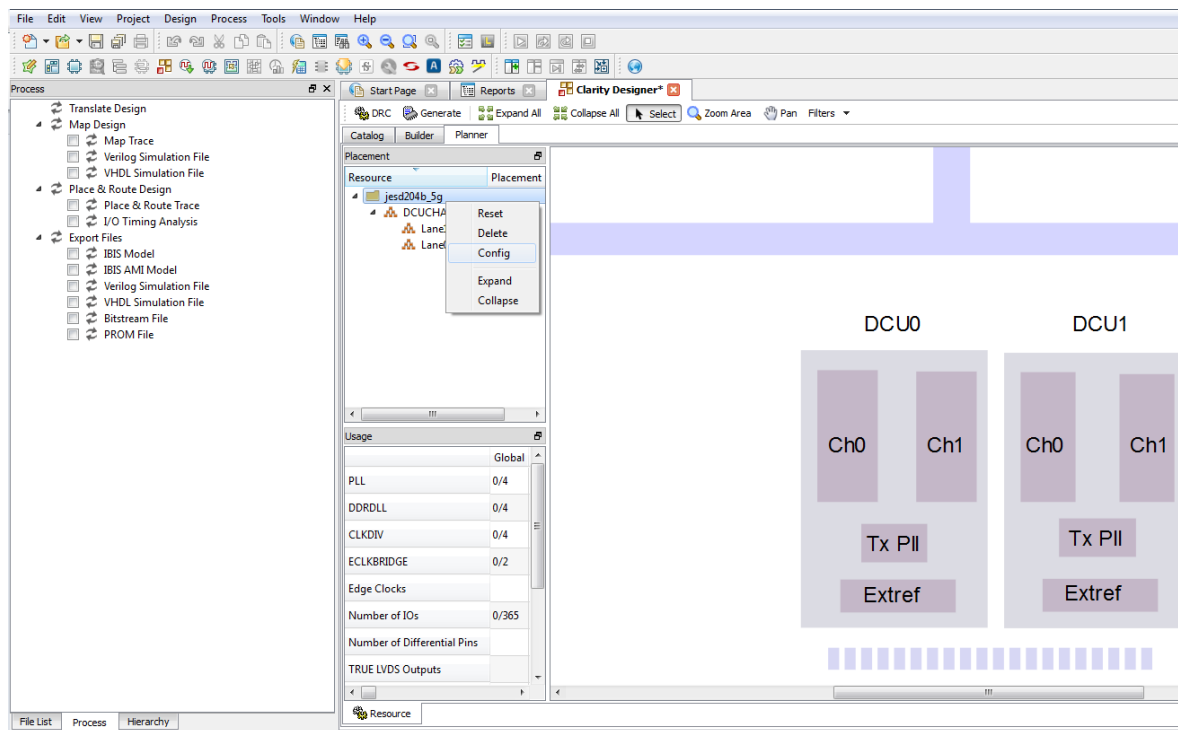 File Edit View Project Design Process Tools Window Help
Process
Start Page Reports Clarity Designer*
Translate Design
Map Design
Map Trace
Verilog Simulation File
VHDL Simulation File
Place & Route Design
Place & Route Trace
I/O Timing Analysis
Export Files
IBIS Model
IBIS AMI Model
Verilog Simulation File
VHDL Simulation File
Bitstream File
PROM File
File List Process Hierarchy
DRC Generate Expand All Collapse All Select Zoom Area Pan Filters
Catalog Builder Planner
Placement
Resource Placement
jesd204b_5g
DCUCHA
Lane
Lane
Reset
Delete
Config
Expand
Collapse
Usage
Global
PLL 0/4
DDRDLL 0/4
CLKDIV 0/4
ECLKBRIDGE 0/2
Edge Clocks
Number of IOs 0/365
Number of Differential Pins
TRUE LVDS Outputs
Resource
DCU0 DCU1
Ch0 Ch1 Ch0 Ch1
Tx Pll Tx Pll
Extref Extref